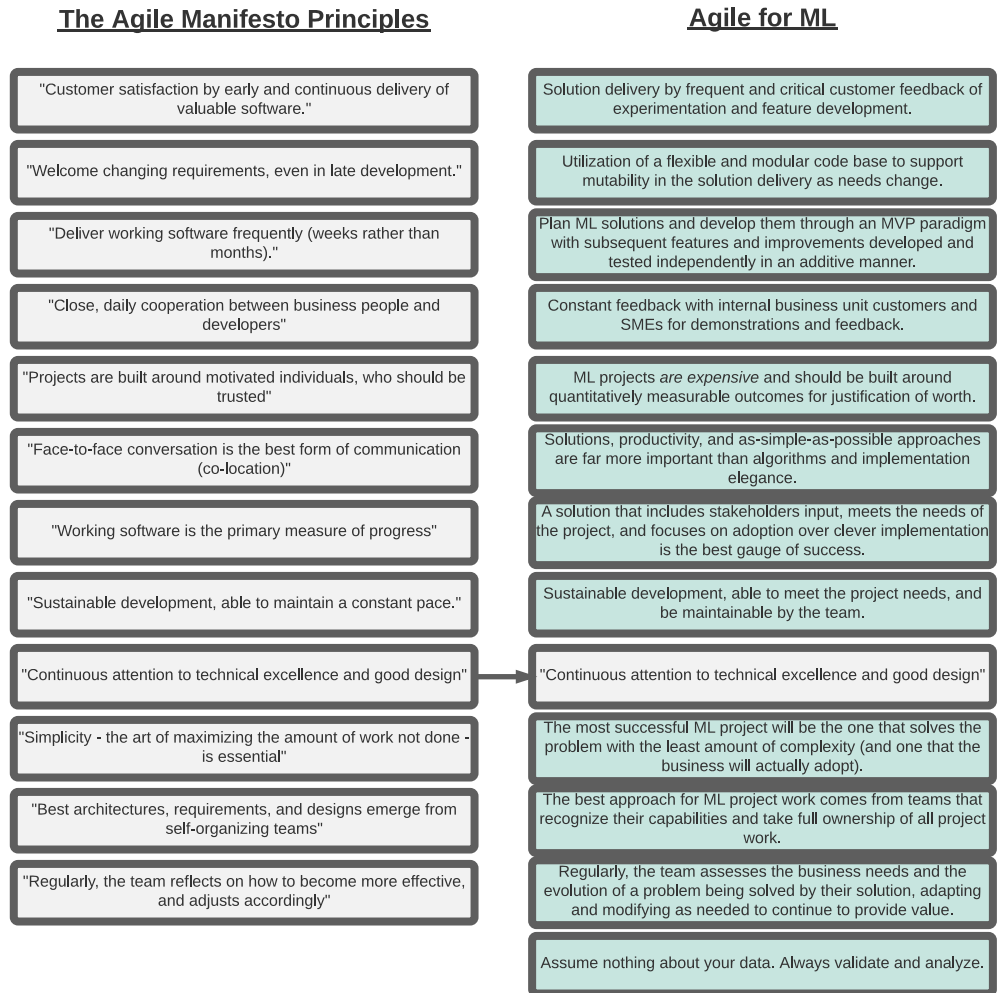 The Agile Manifesto Principles
"Customer satisfaction by early and continuous delivery of
valuable software."
"Welcome changing requirements, even in late development."
"Deliver working software frequently (weeks rather than
months)."
"Close, daily cooperation between business people and
developers"
"Projects are built around motivated individuals, who should be
trusted"
"Face-to-face conversation is the best form of communication
(co-location)"
"Working software is the primary measure of progress"
"Sustainable development, able to maintain a constant pace."
"Continuous attention to technical excellence and good design"
"Simplicity - the art of maximizing the amount of work not done -
is essential"
"Best architectures, requirements, and designs emerge from
self-organizing teams"
"Regularly, the team reflects on how to become more effective,
and adjusts accordingly"
Agile for ML
Solution delivery by frequent and critical customer feedback of
experimentation and feature development.
Utilization of a flexible and modular code base to support
mutability in the solution delivery as needs change.
Plan ML solutions and develop them through an MVP paradigm
with subsequent features and improvements developed and
tested independently in an additive manner.
Constant feedback with internal business unit customers and
SMEs for demonstrations and feedback.
ML projects are expensive and should be built around
quantitatively measurable outcomes for justification of worth.
Solutions, productivity, and as-simple-as-possible approaches
are far more important than algorithms and implementation
elegance.
A solution that includes stakeholders input, meets the needs of
the project, and focuses on adoption over clever implementation
is the best gauge of success.
Sustainable development, able to meet the project needs, and
be maintainable by the team.
"Continuous attention to technical excellence and good design"
The most successful ML project will be the one that solves the
problem with the least amount of complexity (and one that the
business will actually adopt).
The best approach for ML project work comes from teams that
recognize their capabilities and take full ownership of all project
work.
Regularly, the team assesses the business needs and the
evolution of a problem being solved by their solution, adapting
and modifying as needed to continue to provide value.
Assume nothing about your data. Always validate and analyze.